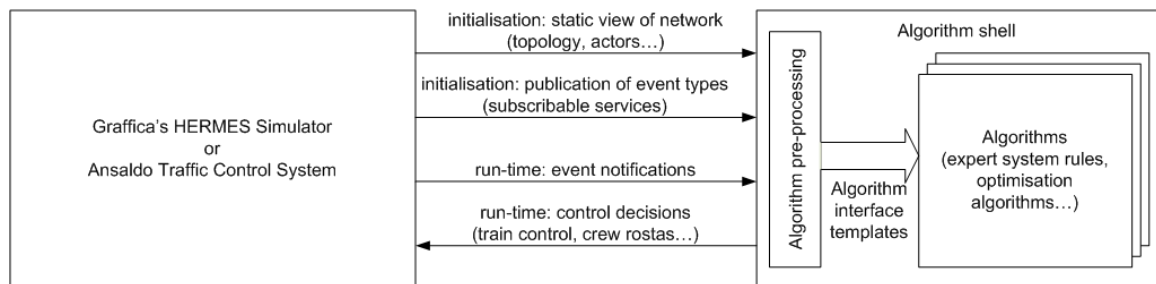 Graffica's HERMES Simulator
or
Ansaldo Traffic Control System
initialisation: static view of network
(topology, actors…)
initialisation: publication of event types
(subscribable services)
run-time: event notifications
run-time: control decisions
(train control, crew rostas…)
Algorithm shell
Algorithm pre-processing
Algorithm
interface
templates
Algorithms
(expert system rules,
optimisation
algorithms…)